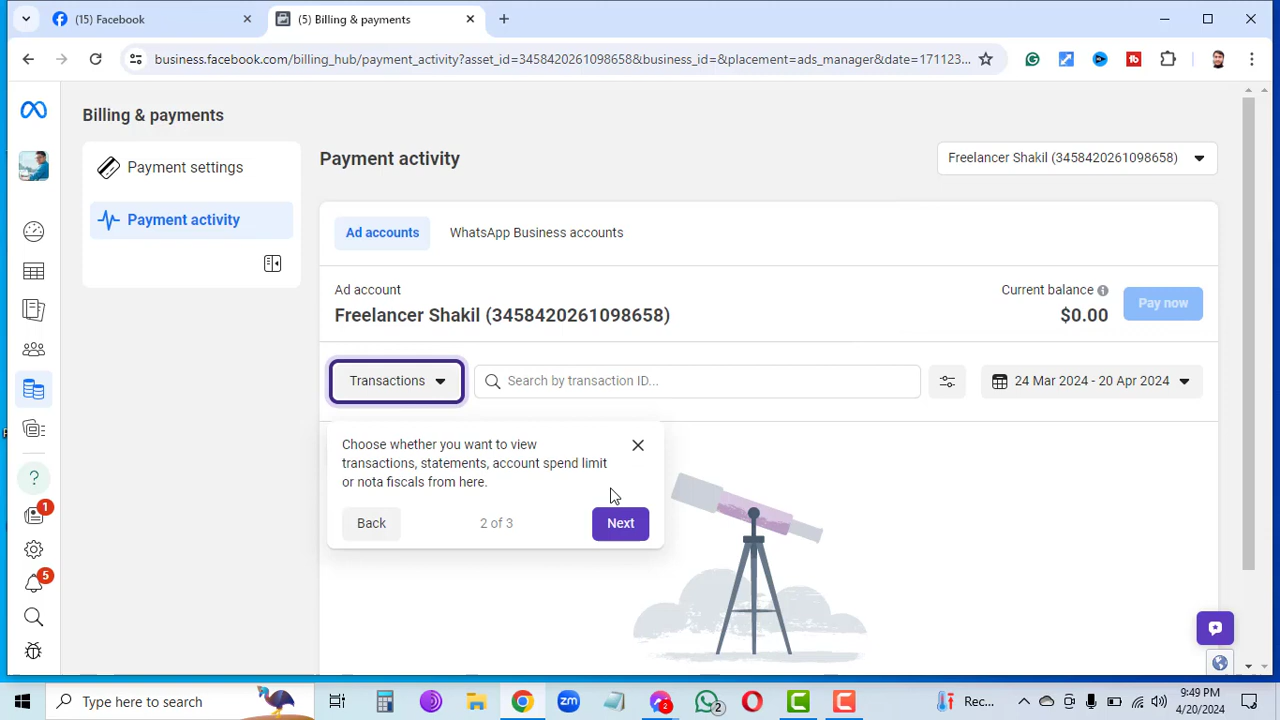 (15) Facebook
(5) Billing & payments
business.facebook.com/billing_hub/payment_activity?asset_id=3458420261098658&business_id=&placement=ads_manager&date=171123...
Billing & payments
Payment settings
Payment activity
Payment activity
Freelancer Shakil (3458420261098658)
Ad accounts
WhatsApp Business accounts
Ad account
Freelancer Shakil (3458420261098658)
Current balance
$0.00
Pay now
Transactions
Search by transaction ID...
24 Mar 2024 - 20 Apr 2024
Choose whether you want to view
transactions, statements, account spend limit
or nota fiscals from here.
Back
2 of 3
Next
1
5
Type here to search
zm
2
2
Rec...
9:49 PM
4/20/2024